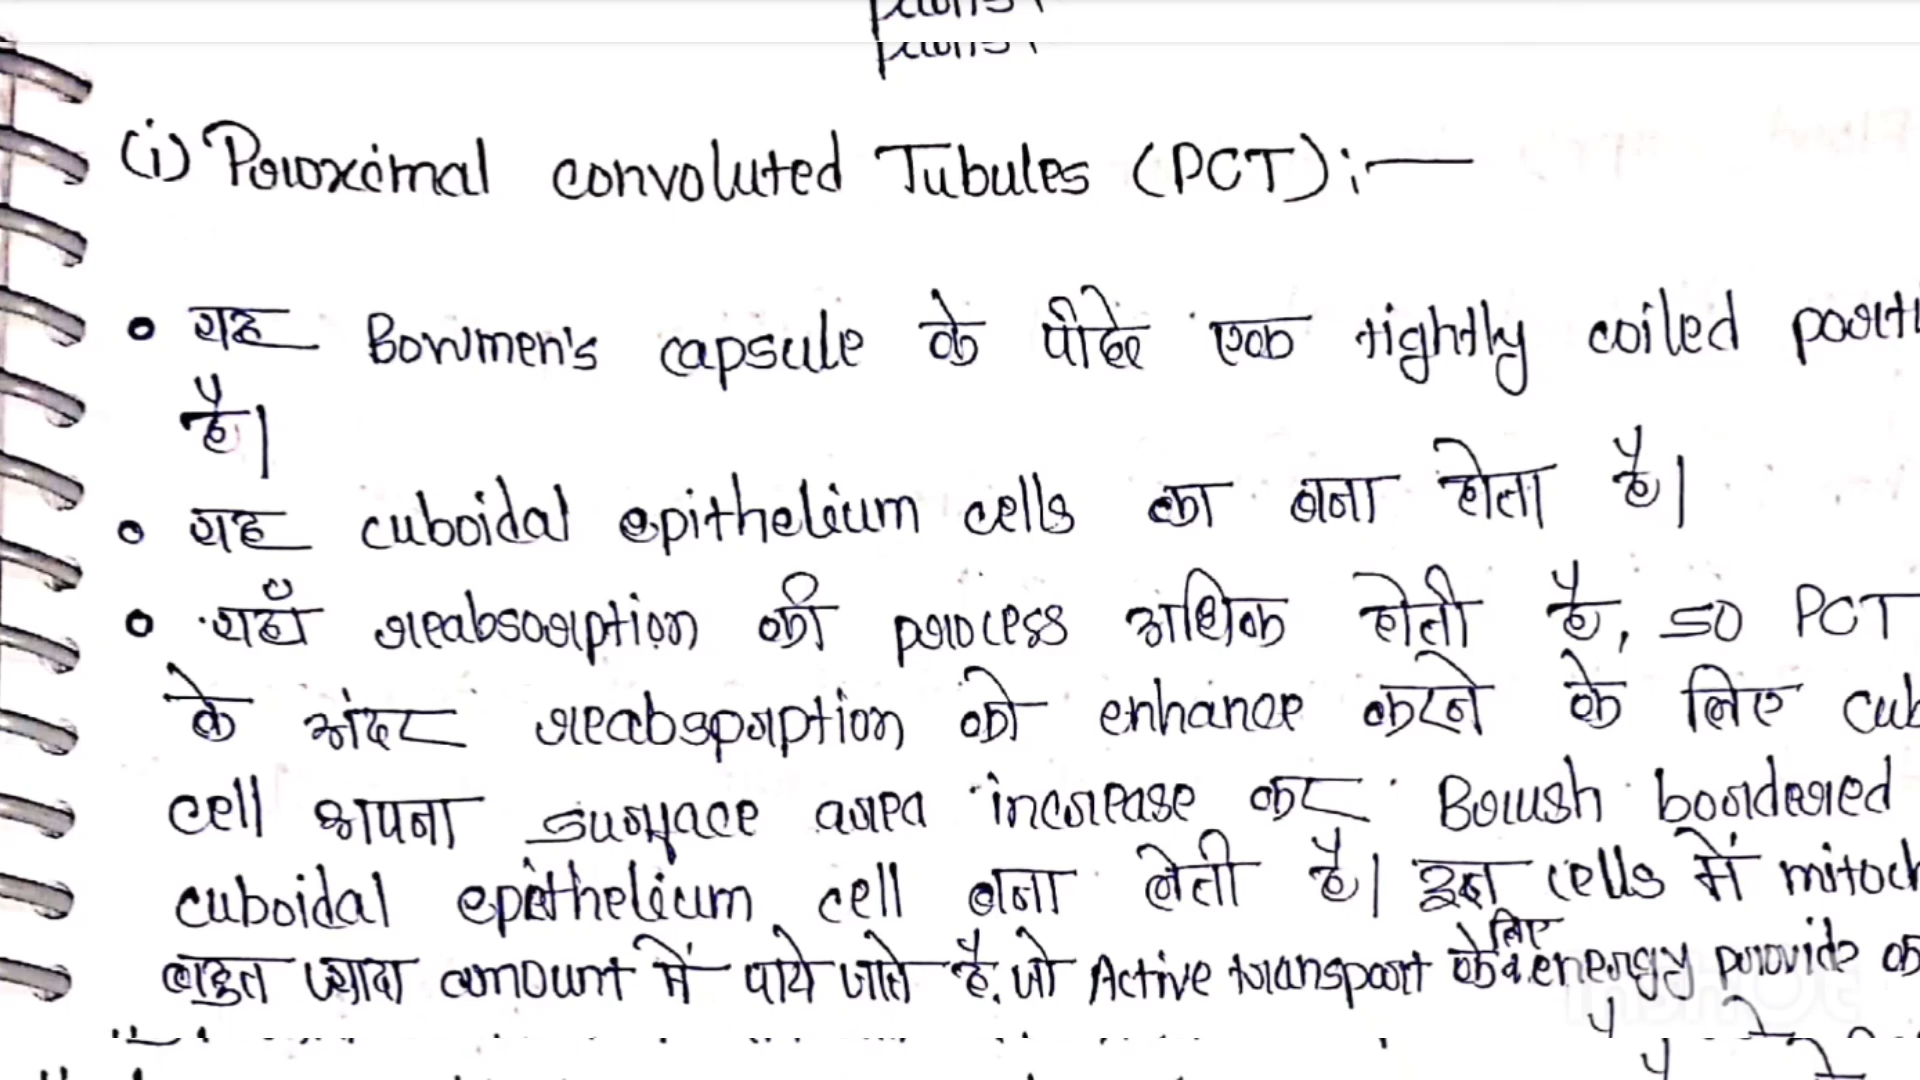 (i) Proximal convoluted Tubules (PCT):—
• यह Bowmen's capsule के पीछे एक tightly coiled part
है।
• यह cuboidal epithelium cells का बना होता है।
• यहाँ reabsorption की process अधिक होती है, so PCT
के अंदर reabsorption को enhance करने के लिए cub
cell अपना surface area increase कर Brush bordered
cuboidal epithelium cell बना लेती है। इन cells में mitoch
बहुत ज्यादा amount में पाये जाते है, जो Active transport के लिए energy provide क